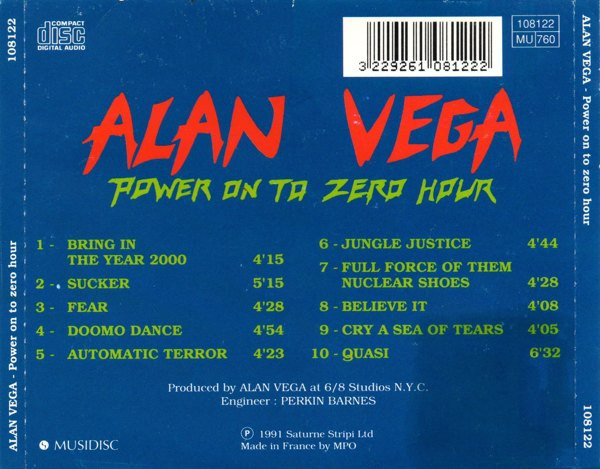 COMPACT
disc
DIGITAL AUDIO
108122
MU 760
3 229261 081222
ALAN VEGA
POWER ON TO ZERO HOUR
1 - BRING IN
THE YEAR 2000 4'15
2 - SUCKER 5'15
3 - FEAR 4'28
4 - DOOMO DANCE 4'54
5 - AUTOMATIC TERROR 4'23
6 - JUNGLE JUSTICE 4'44
7 - FULL FORCE OF THEM
NUCLEAR SHOES 4'28
8 - BELIEVE IT 4'08
9 - CRY A SEA OF TEARS 4'05
10 - QUASI 6'32
Produced by ALAN VEGA at 6/8 Studios N.Y.C.
Engineer : PERKIN BARNES
MUSIDISC
℗ 1991 Saturne Stripi Ltd
Made in France by MPO
ALAN VEGA - Power on to zero hour
108122
ALAN VEGA - Power on to zero hour
108122